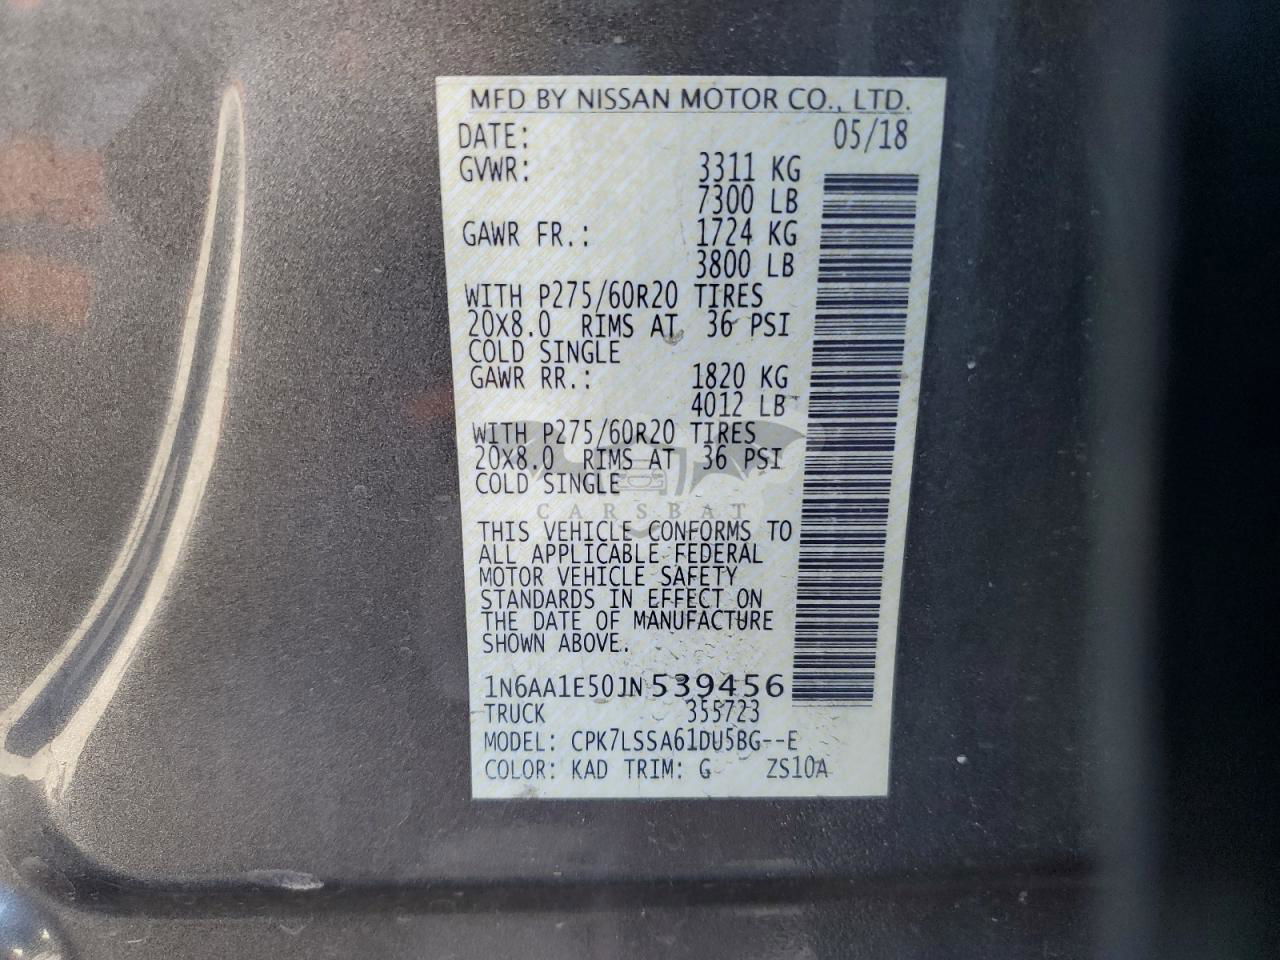 MFD BY NISSAN MOTOR CO., LTD.
DATE: 05/18
GVWR: 3311 KG
7300 LB
GAWR FR.: 1724 KG
3800 LB
WITH P275/60R20 TIRES
20X8.0 RIMS AT 36 PSI
COLD SINGLE
GAWR RR.: 1820 KG
4012 LB
WITH P275/60R20 TIRES
20X8.0 RIMS AT 36 PSI
COLD SINGLE
CARSBAT
THIS VEHICLE CONFORMS TO
ALL APPLICABLE FEDERAL
MOTOR VEHICLE SAFETY
STANDARDS IN EFFECT ON
THE DATE OF MANUFACTURE
SHOWN ABOVE.
1N6AA1E50JN539456
TRUCK 355723
MODEL: CPK7LSSA61DU5BG--E
COLOR: KAD TRIM: G ZS10A